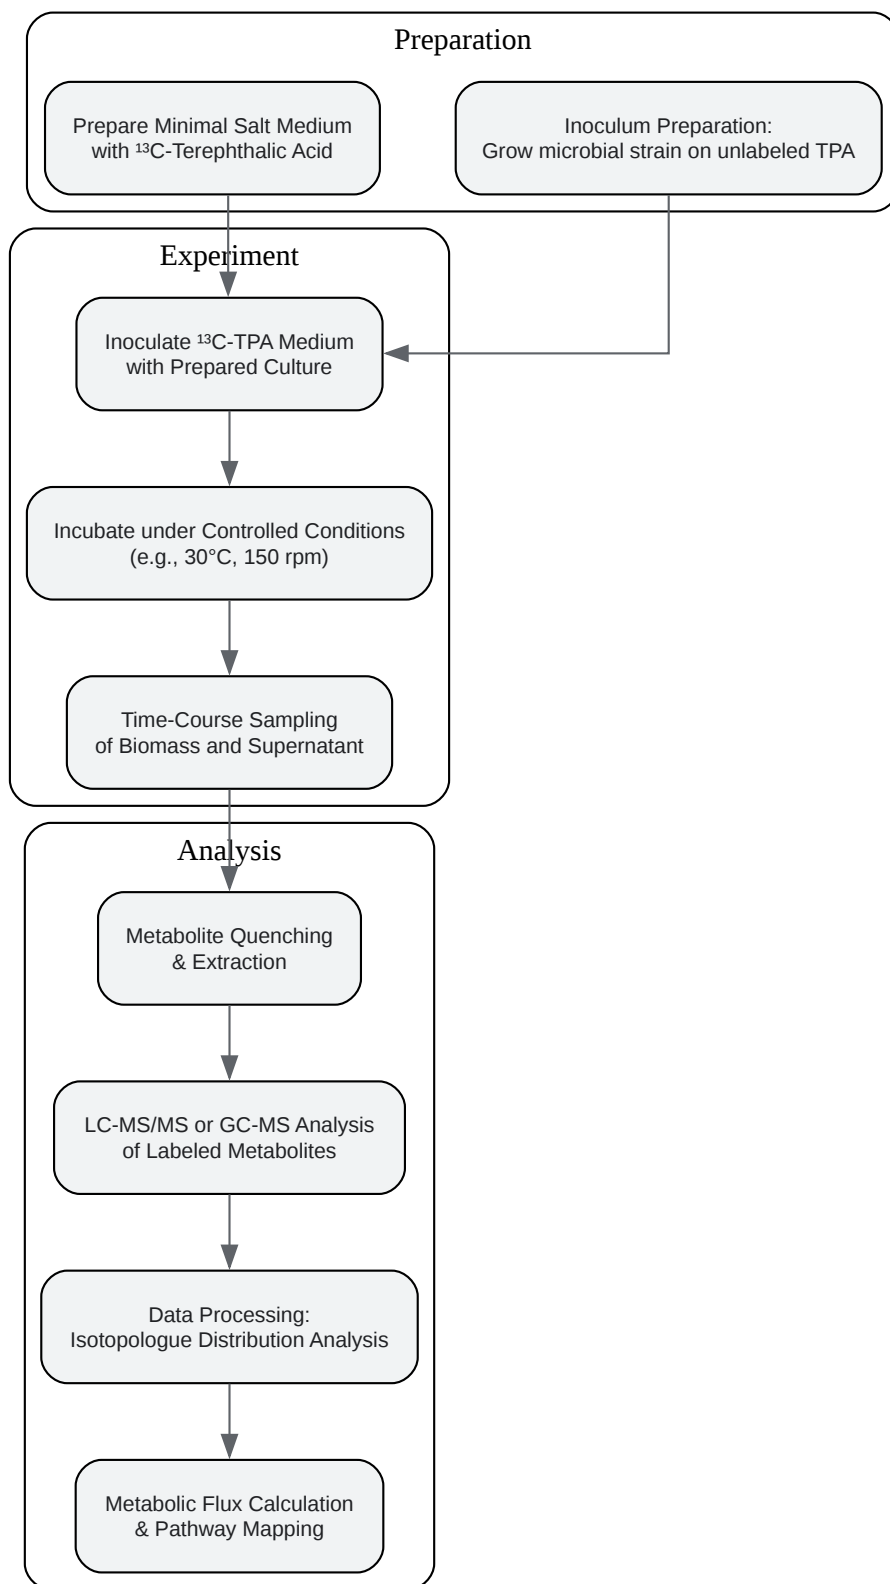 Preparation
Prepare Minimal Salt Medium
with ¹³C-Terephthalic Acid
Inoculum Preparation:
Grow microbial strain on unlabeled TPA
Experiment
Inoculate ¹³C-TPA Medium
with Prepared Culture
Incubate under Controlled Conditions
(e.g., 30°C, 150 rpm)
Time-Course Sampling
of Biomass and Supernatant
Analysis
Metabolite Quenching
& Extraction
LC-MS/MS or GC-MS Analysis
of Labeled Metabolites
Data Processing:
Isotopologue Distribution Analysis
Metabolic Flux Calculation
& Pathway Mapping